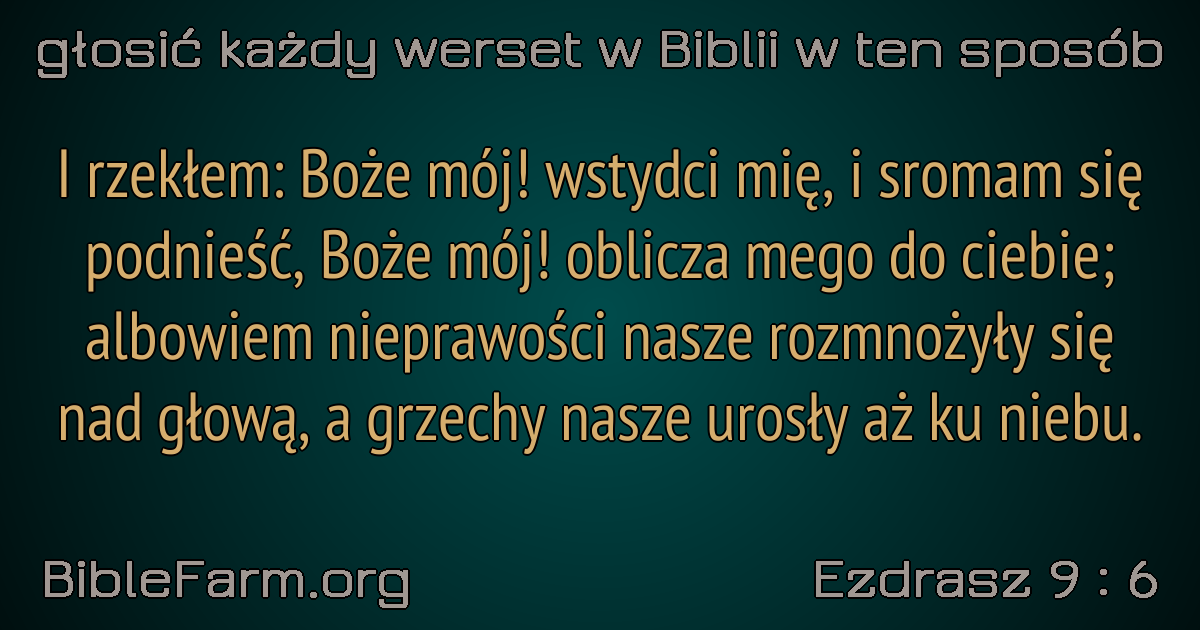 głosić każdy werset w Biblii w ten sposób
I rzekłem: Boże mój! wstydci mię, i sromam się
podnieść, Boże mój! oblicza mego do ciebie;
albowiem nieprawości nasze rozmnożyły się
nad głową, a grzechy nasze urosły aż ku niebu.
BibleFarm.org
Ezdrasz 9 : 6